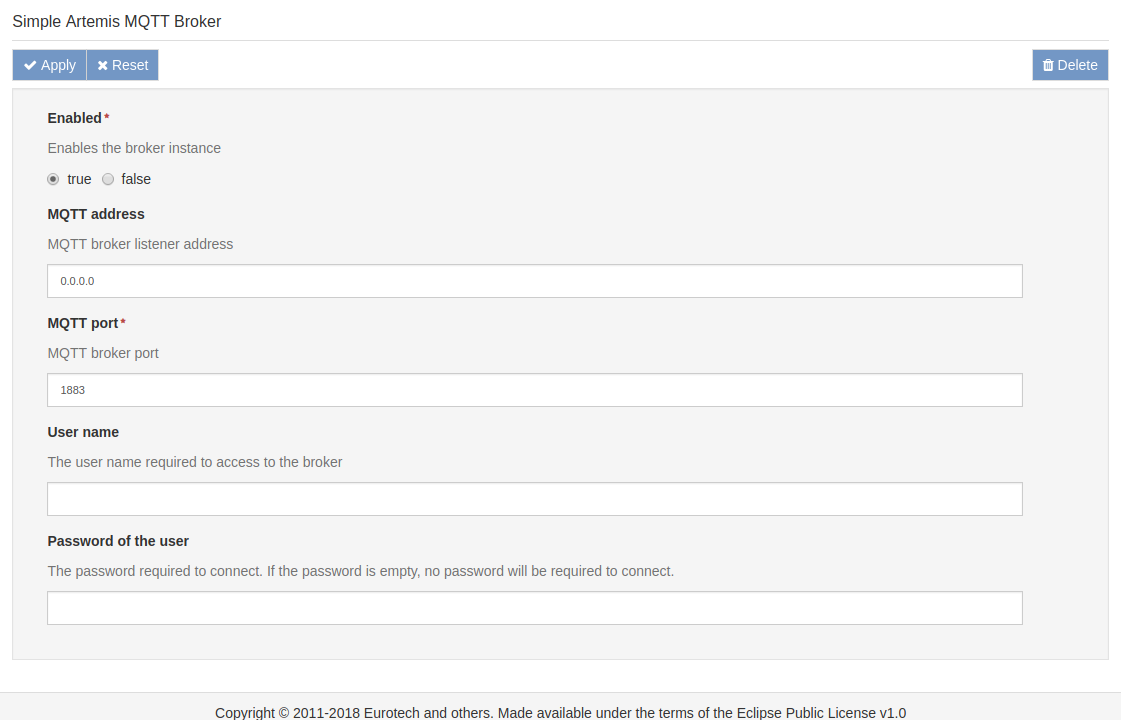 Simple Artemis MQTT Broker
Apply Reset Delete
Enabled*
Enables the broker instance
true false
MQTT address
MQTT broker listener address
0.0.0.0
MQTT port*
MQTT broker port
1883
User name
The user name required to access to the broker
Password of the user
The password required to connect. If the password is empty, no password will be required to connect.
Copyright © 2011-2018 Eurotech and others. Made available under the terms of the Eclipse Public License v1.0